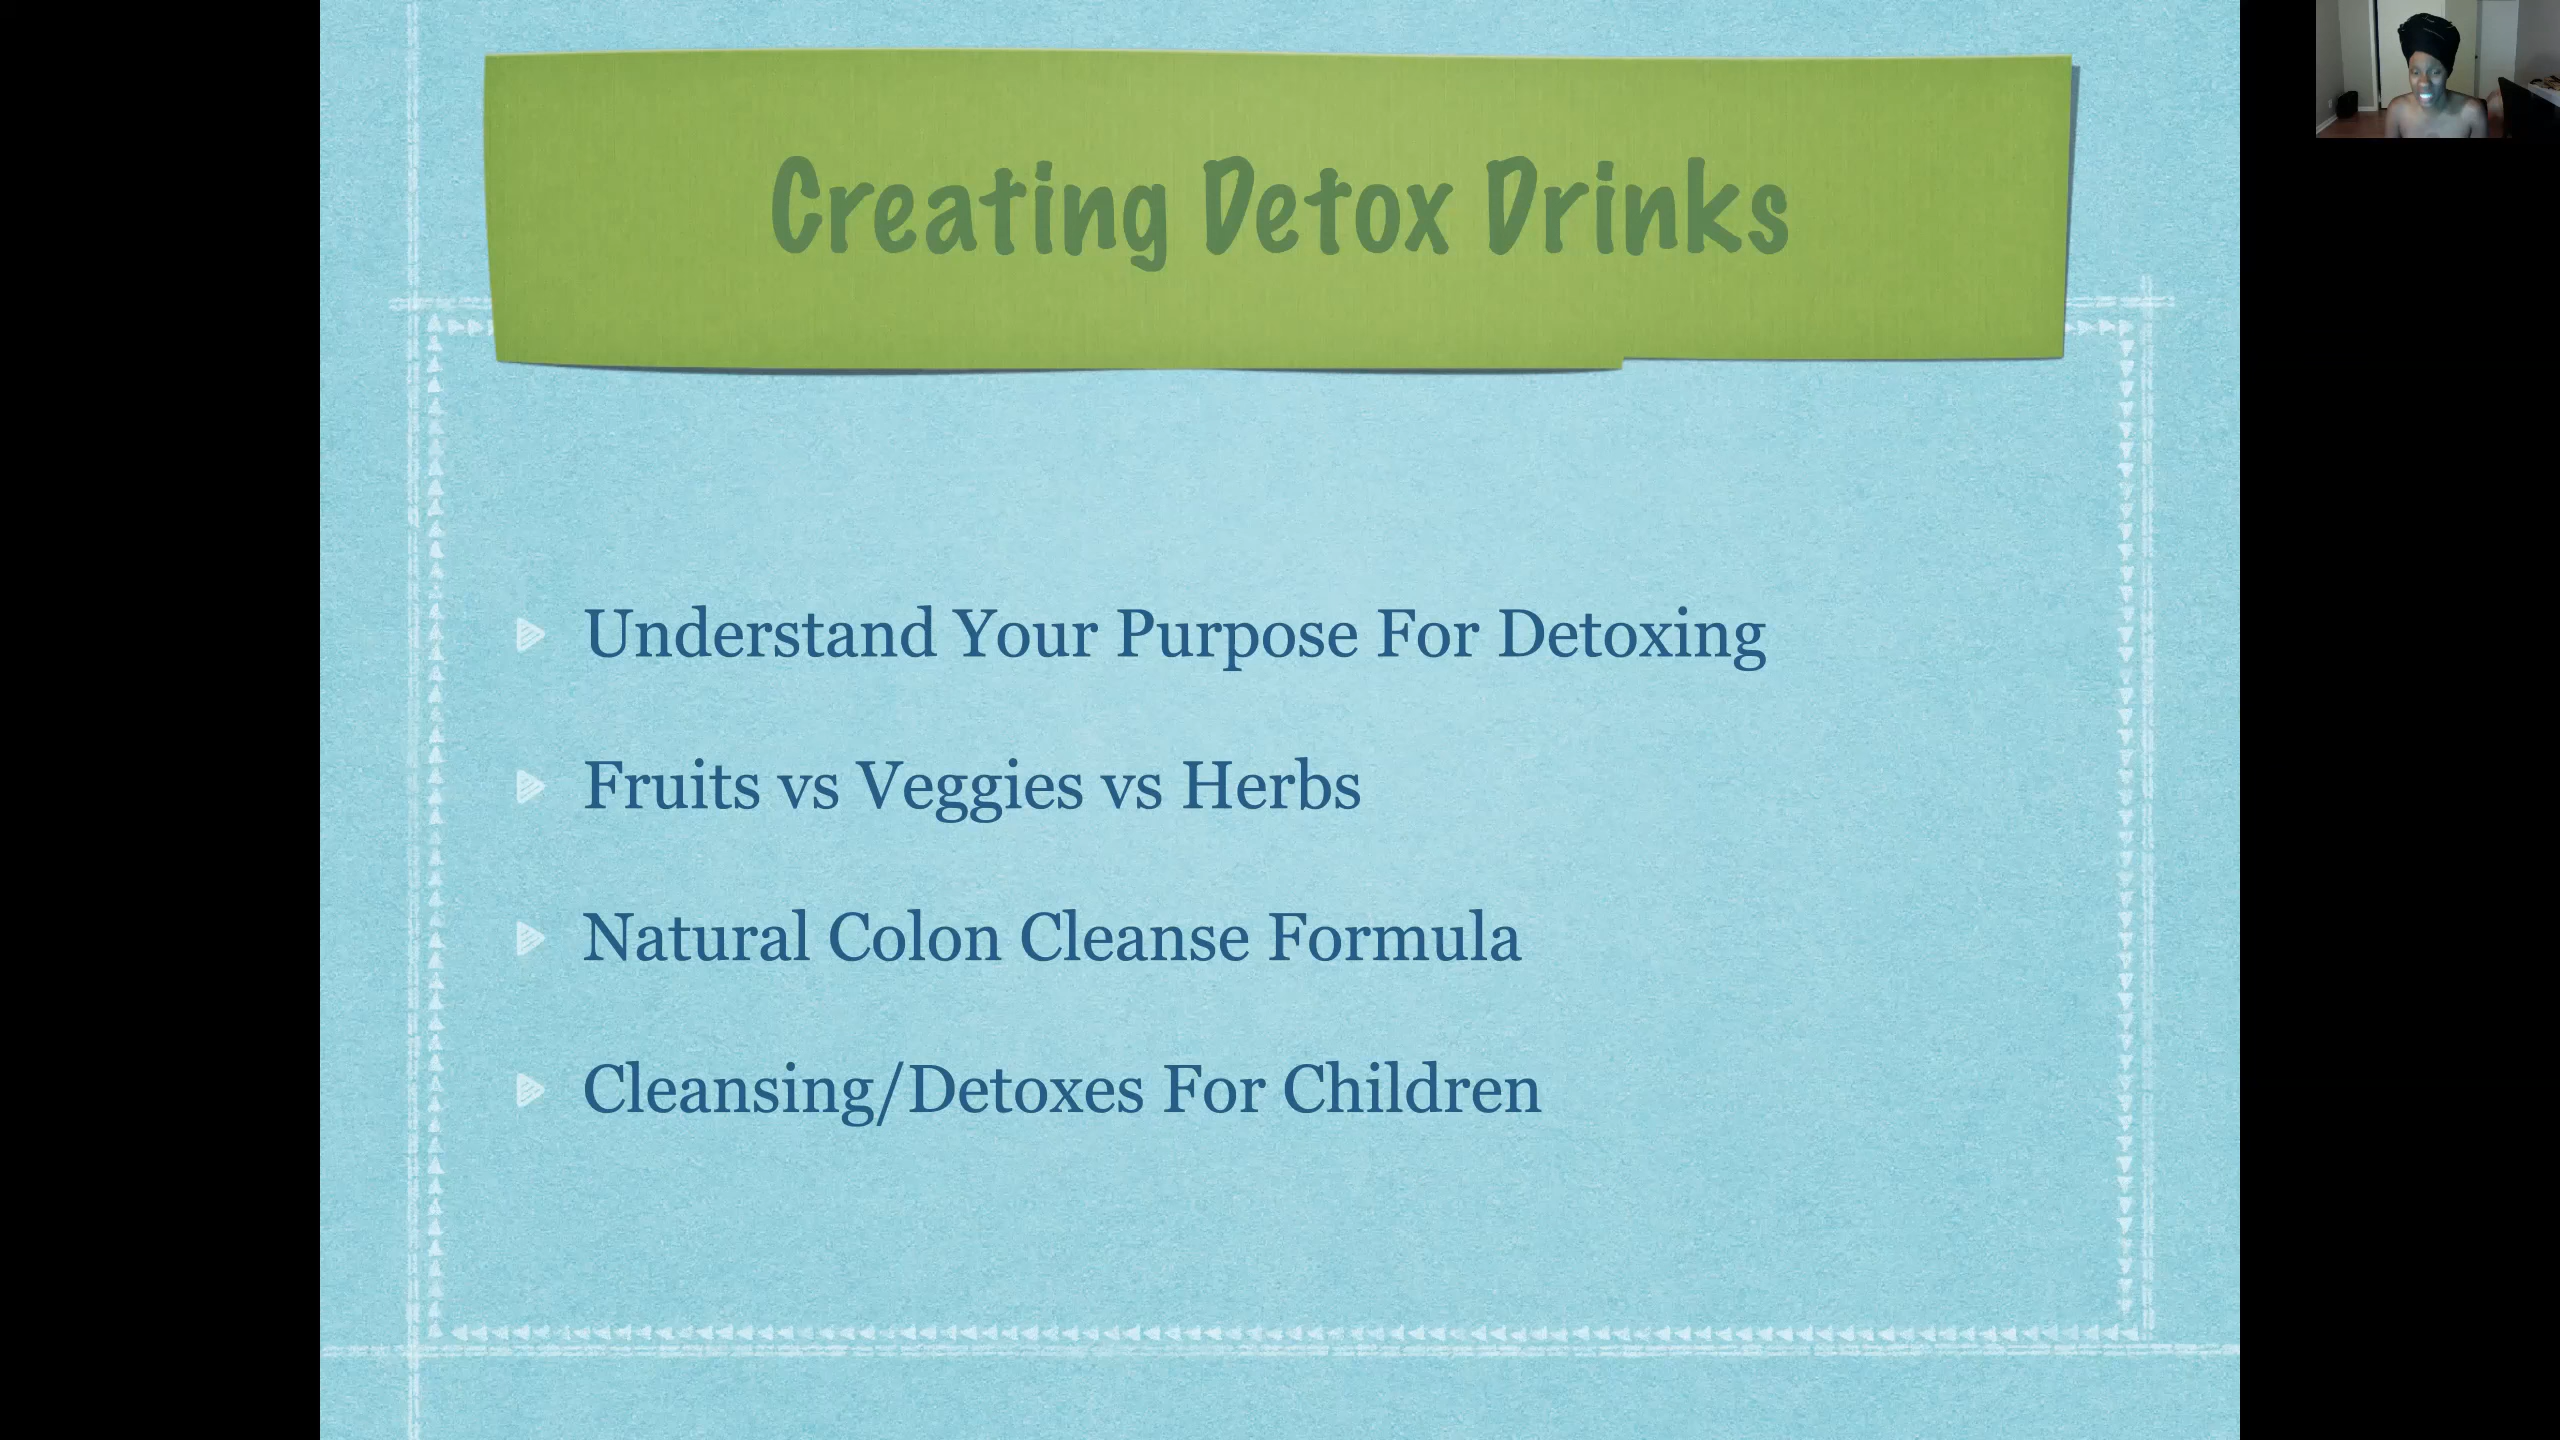 Creating Detox Drinks
Understand Your Purpose For Detoxing
Fruits vs Veggies vs Herbs
Natural Colon Cleanse Formula
Cleansing/Detoxes For Children